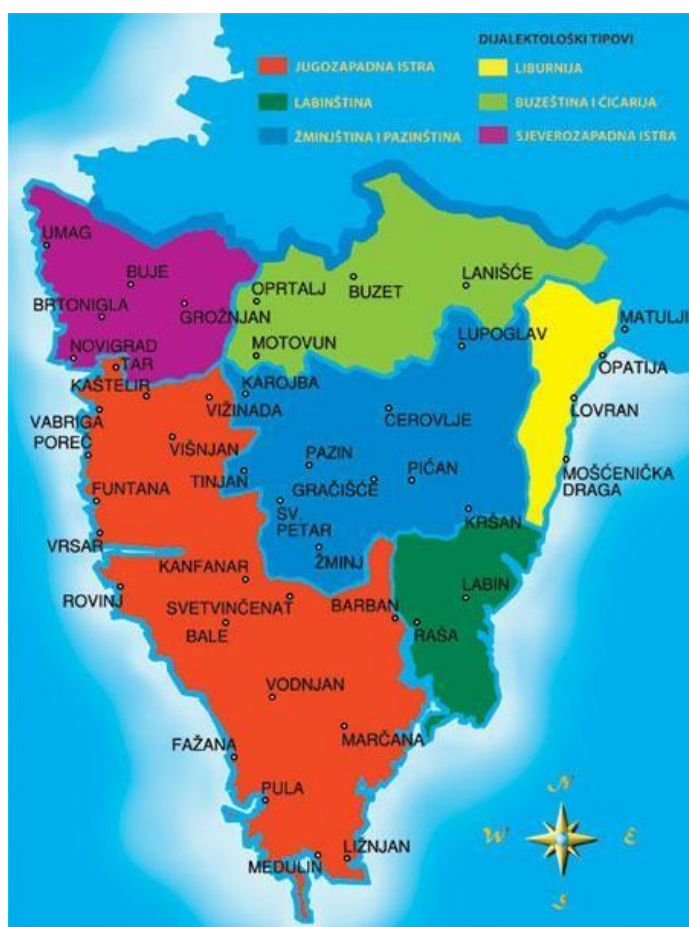 DIJALEKTOLOŠKI TIPOVI
JUGOZAPADNA ISTRA
LIBURNIJA
LABINŠTINA
BUZEŠTINA I ĆIĆARIJA
ŽMINJŠTINA I PAZINŠTINA
SJEVEROZAPADNA ISTRA
UMAG
BUJE
BRTONIGLA
GROŽNJAN
OPRTALJ
BUZET
LANIŠĆE
NOVIGRAD
TAR
MOTOVUN
LUPOGLAV
MATULJI
OPATIJA
KAŠTELIR
VIŽINADA
KAROJBA
CEROVLJE
LOVRAN
VABRIGA
POREČ
VIŠNJAN
TINJAN
PAZIN
GRAČIŠĆE
PIĆAN
MOŠĆENIČKA
DRAGA
FUNTANA
SV.
PETAR
KRŠAN
VRSAR
ŽMINJ
KANFANAR
ROVINJ
SVETVINČENAT
BALE
BARBAN
RAŠA
LABIN
VODNJAN
FAŽANA
MARČANA
PULA
MEDULIN
LIŽNJAN
N
W
E
S